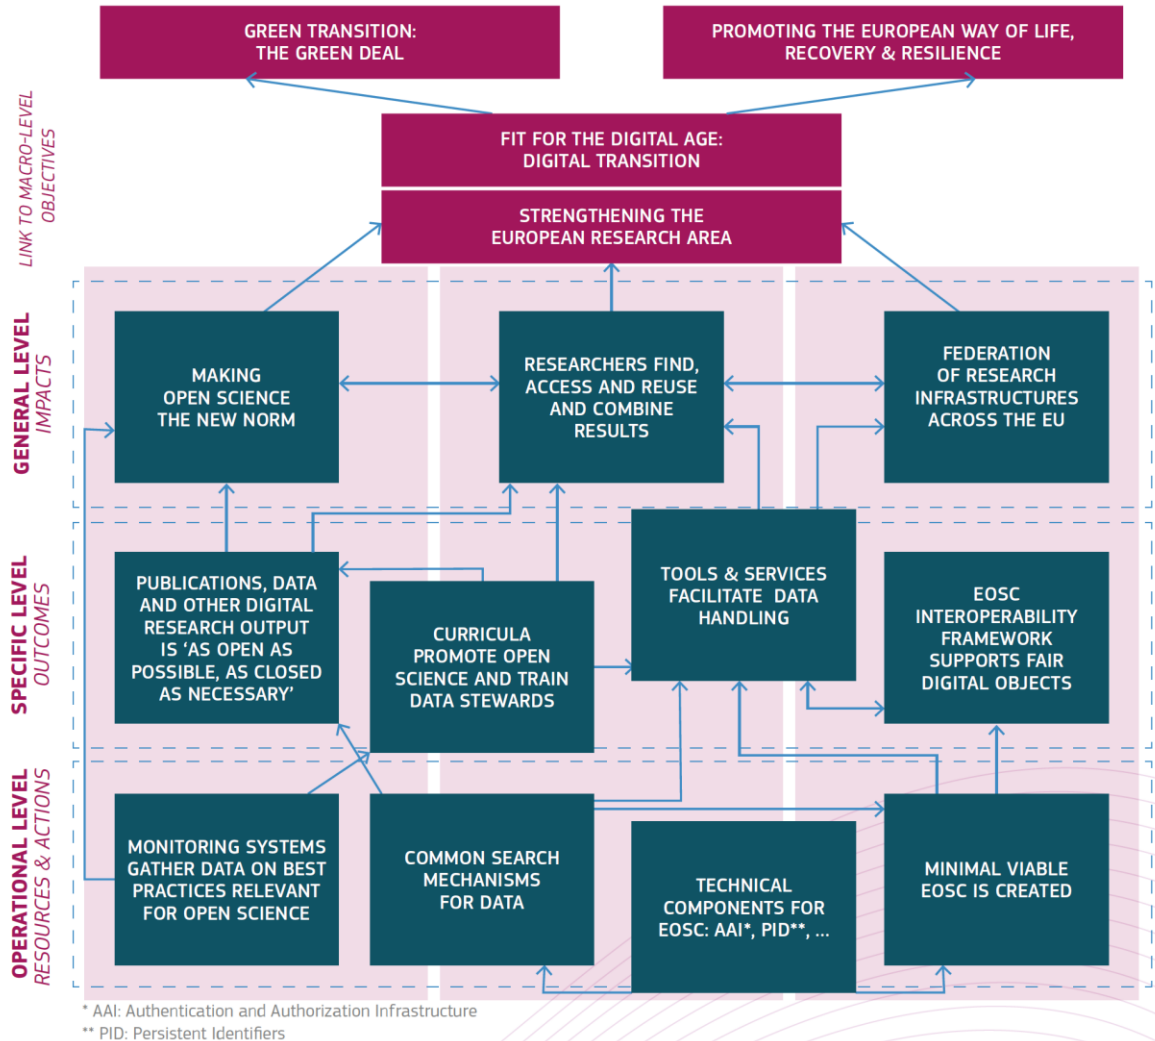 GREEN TRANSITION:
THE GREEN DEAL
PROMOTING THE EUROPEAN WAY OF LIFE,
RECOVERY & RESILIENCE
LINK TO MACRO-LEVEL
OBJECTIVES
FIT FOR THE DIGITAL AGE:
DIGITAL TRANSITION
STRENGTHENING THE
EUROPEAN RESEARCH AREA
GENERAL LEVEL
IMPACTS
MAKING
OPEN SCIENCE
THE NEW NORM
RESEARCHERS FIND,
ACCESS AND REUSE
AND COMBINE
RESULTS
FEDERATION
OF RESEARCH
INFRASTRUCTURES
ACROSS THE EU
SPECIFIC LEVEL
OUTCOMES
PUBLICATIONS, DATA
AND OTHER DIGITAL
RESEARCH OUTPUT
IS ‘AS OPEN AS
POSSIBLE, AS CLOSED
AS NECESSARY’
CURRICULA
PROMOTE OPEN
SCIENCE AND TRAIN
DATA STEWARDS
TOOLS & SERVICES
FACILITATE DATA
HANDLING
EOSC
INTEROPERABILITY
FRAMEWORK
SUPPORTS FAIR
DIGITAL OBJECTS
OPERATIONAL LEVEL
RESOURCES & ACTIONS
MONITORING SYSTEMS
GATHER DATA ON BEST
PRACTICES RELEVANT
FOR OPEN SCIENCE
COMMON SEARCH
MECHANISMS
FOR DATA
TECHNICAL
COMPONENTS FOR
EOSC: AAI*, PID**, ...
MINIMAL VIABLE
EOSC IS CREATED
* AAI: Authentication and Authorization Infrastructure
** PID: Persistent Identifiers